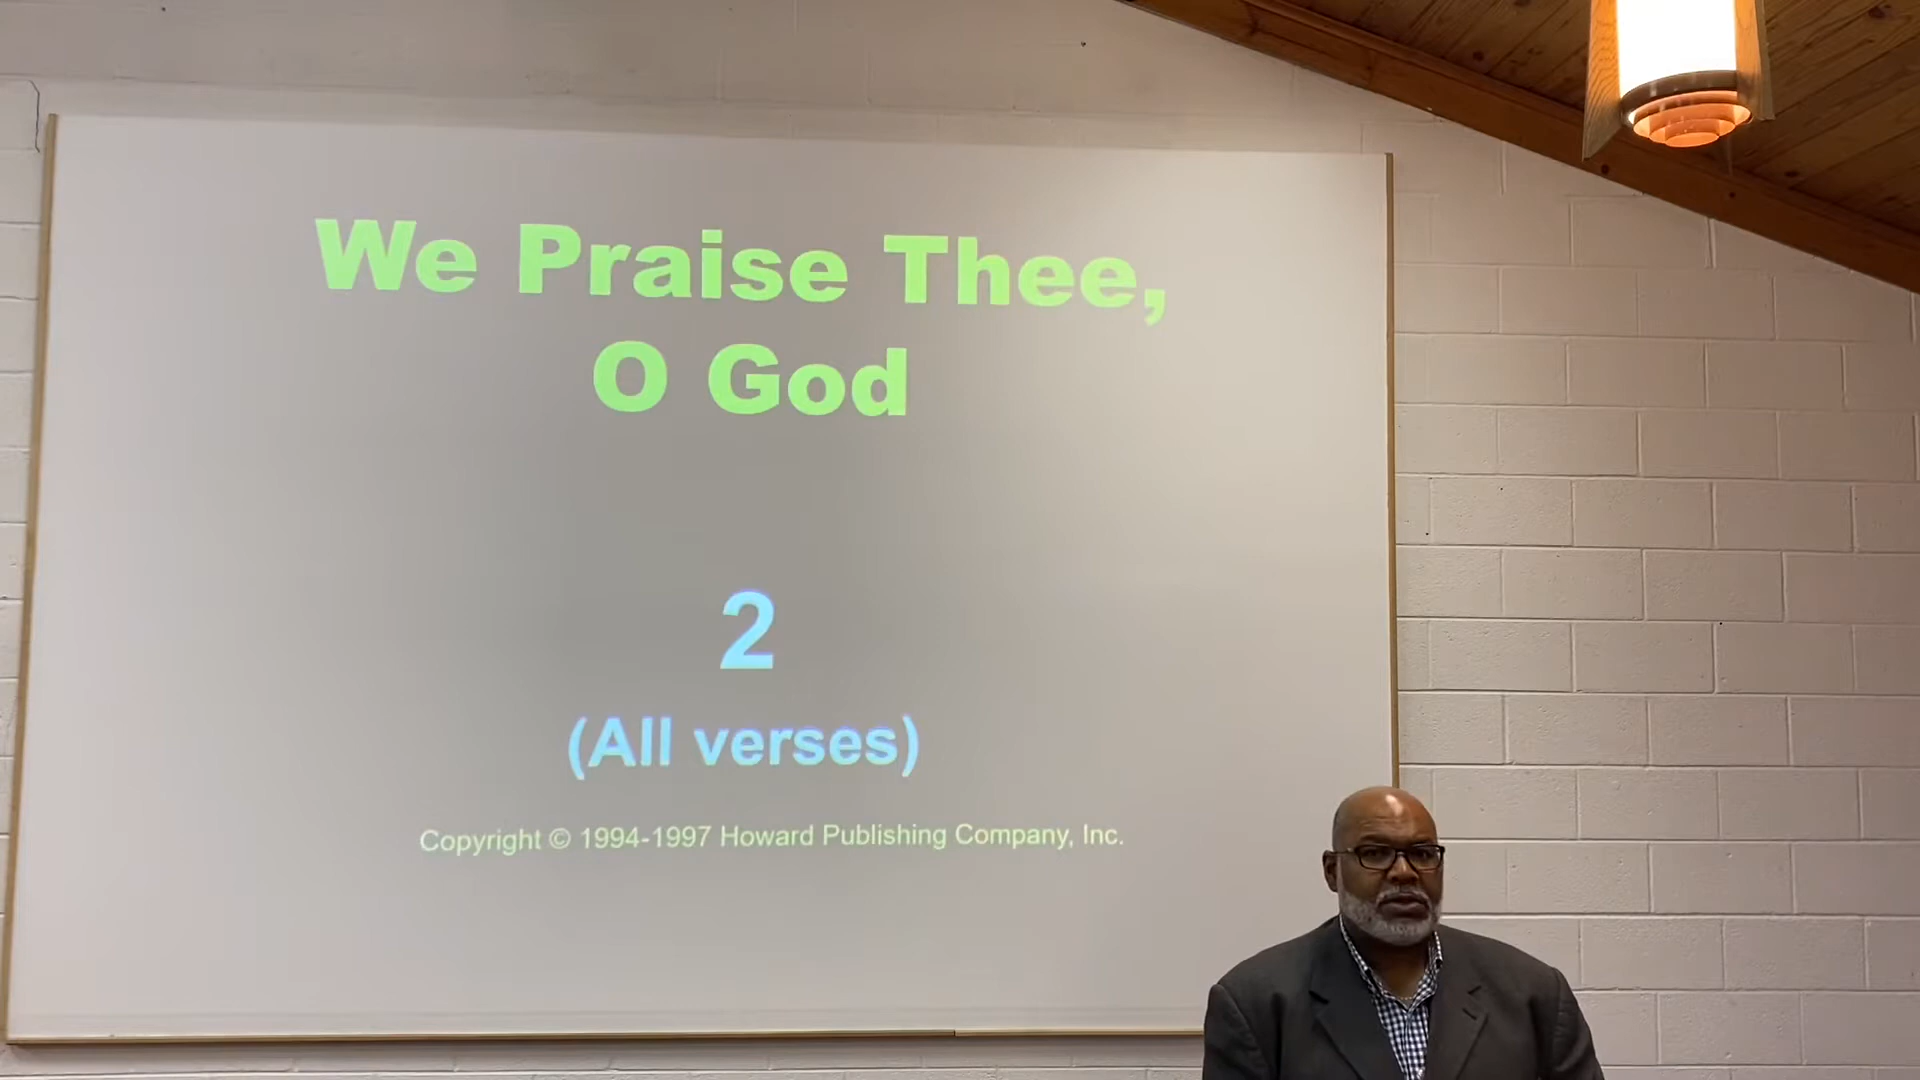 We Praise Thee,
O God
2
(All verses)
Copyright © 1994-1997 Howard Publishing Company, Inc.